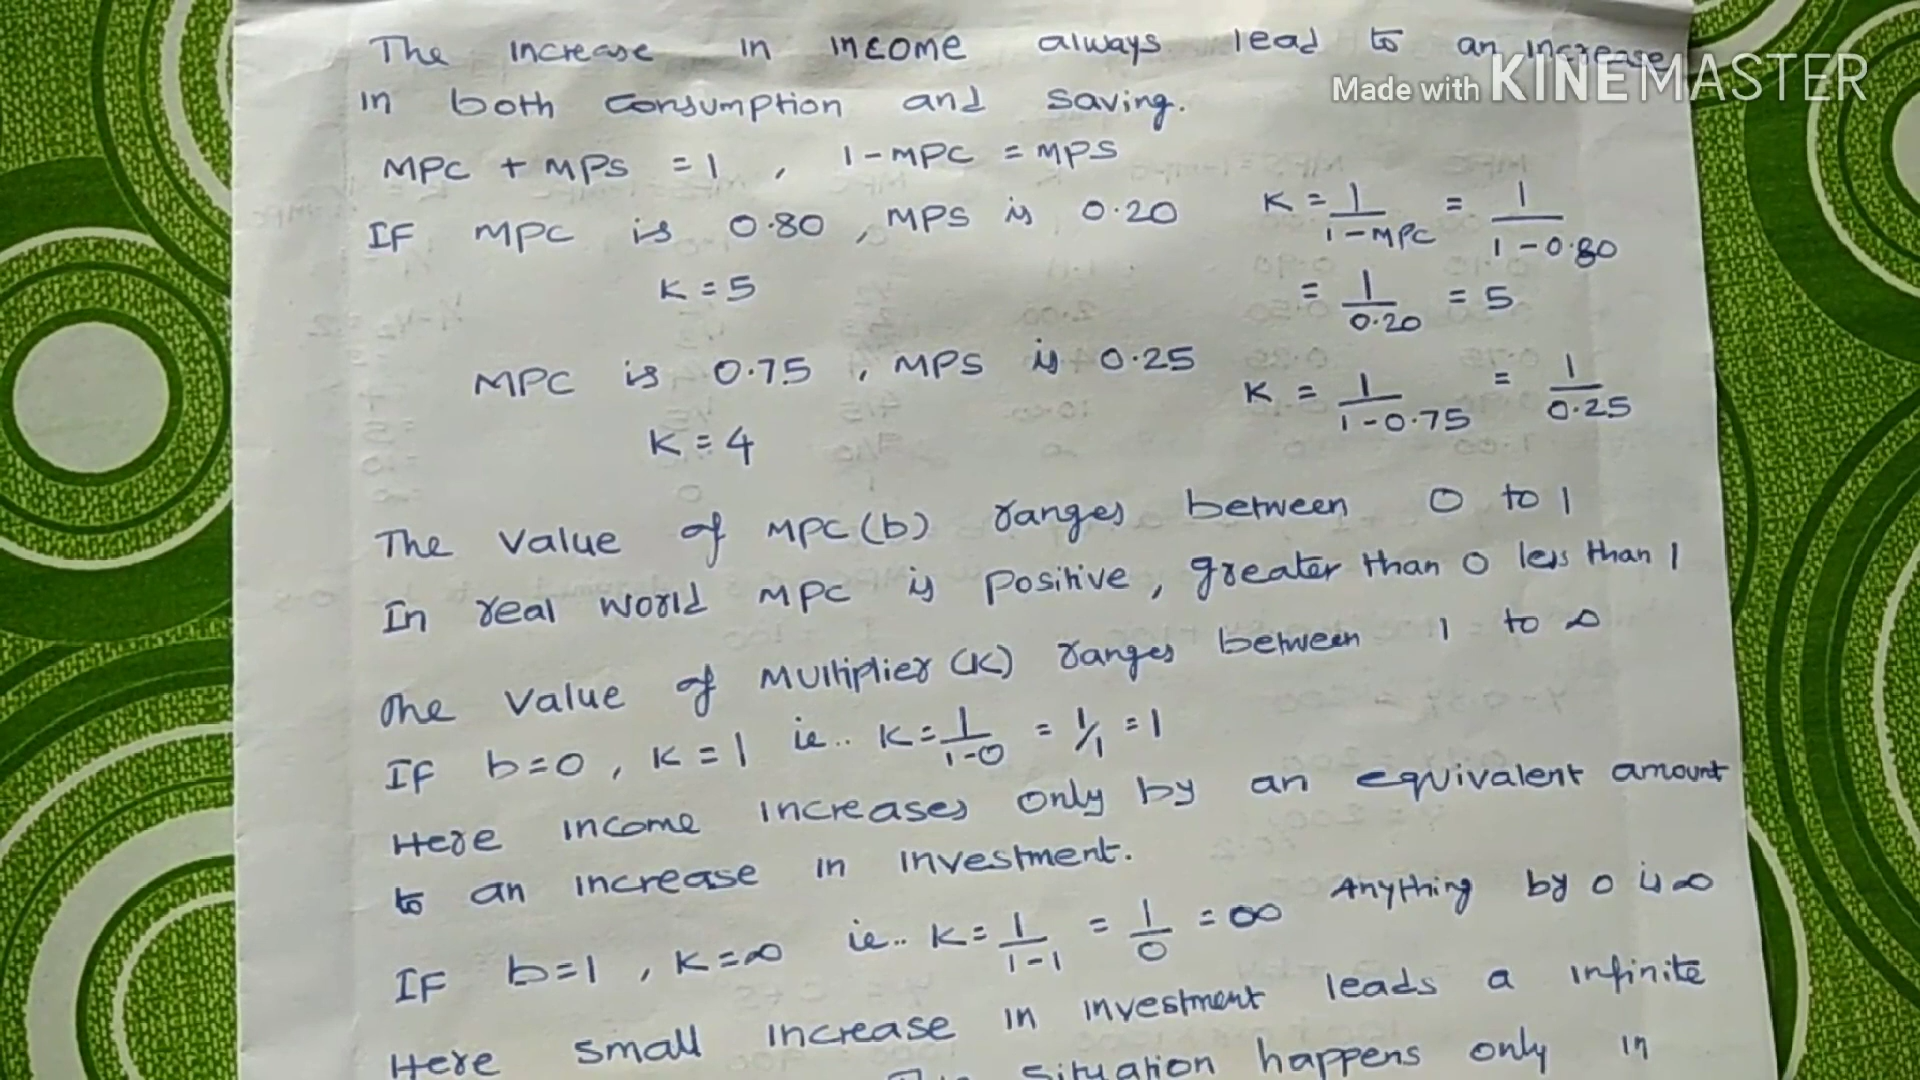 The increase in income always lead to an increase
Made with KINEMASTER
in both consumption and saving.
MPC + MPS = 1 , 1 - MPC = MPS
If MPC is 0.80 , MPS is 0.20
K = 1/(1 - MPC) = 1/(1 - 0.80)
K = 5
= 1/0.20 = 5
MPC is 0.75 , MPS is 0.25
K = 1/(1 - 0.75) = 1/0.25
K = 4
The value of MPC (b) ranges between 0 to 1
In real world MPC is positive, greater than 0 less than 1
The value of Multiplier (K) ranges between 1 to ∞
If b = 0 , K = 1 ie.. K = 1/(1-0) = 1/1 = 1
Here income increases only by an equivalent amount
to an increase in investment.
If b = 1 , K = ∞ ie.. K = 1/(1-1) = 1/0 = ∞ Anything by 0 is ∞
Here small increase in investment leads a infinite
situation happens only in